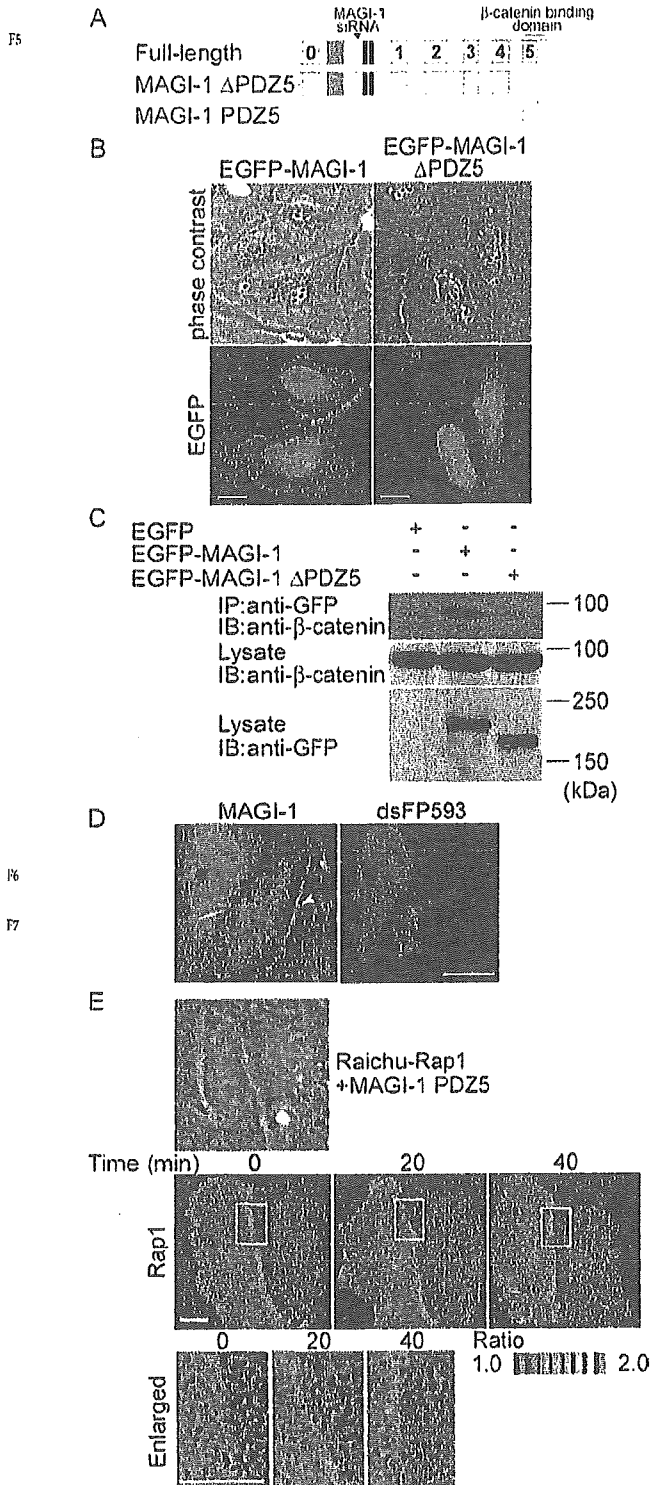 F5
A
MAGI-1 siRNA
β-catenin binding domain
Full-length 0 1 2 3 4 5
MAGI-1 ΔPDZ5
MAGI-1 PDZ5
B
EGFP-MAGI-1
EGFP-MAGI-1 ΔPDZ5
phase contrast
EGFP
C
EGFP + - -
EGFP-MAGI-1 - + -
EGFP-MAGI-1 ΔPDZ5 - - +
IP:anti-GFP
IB:anti-β-catenin
100
Lysate
IB:anti-β-catenin
100
Lysate
IB:anti-GFP
250
150
(kDa)
D
MAGI-1 dsFP593
F6
F7
E
Raichu-Rap1
+MAGI-1 PDZ5
Time (min) 0 20 40
Rap1
0 20 40
Ratio
1.0 2.0
Enlarged